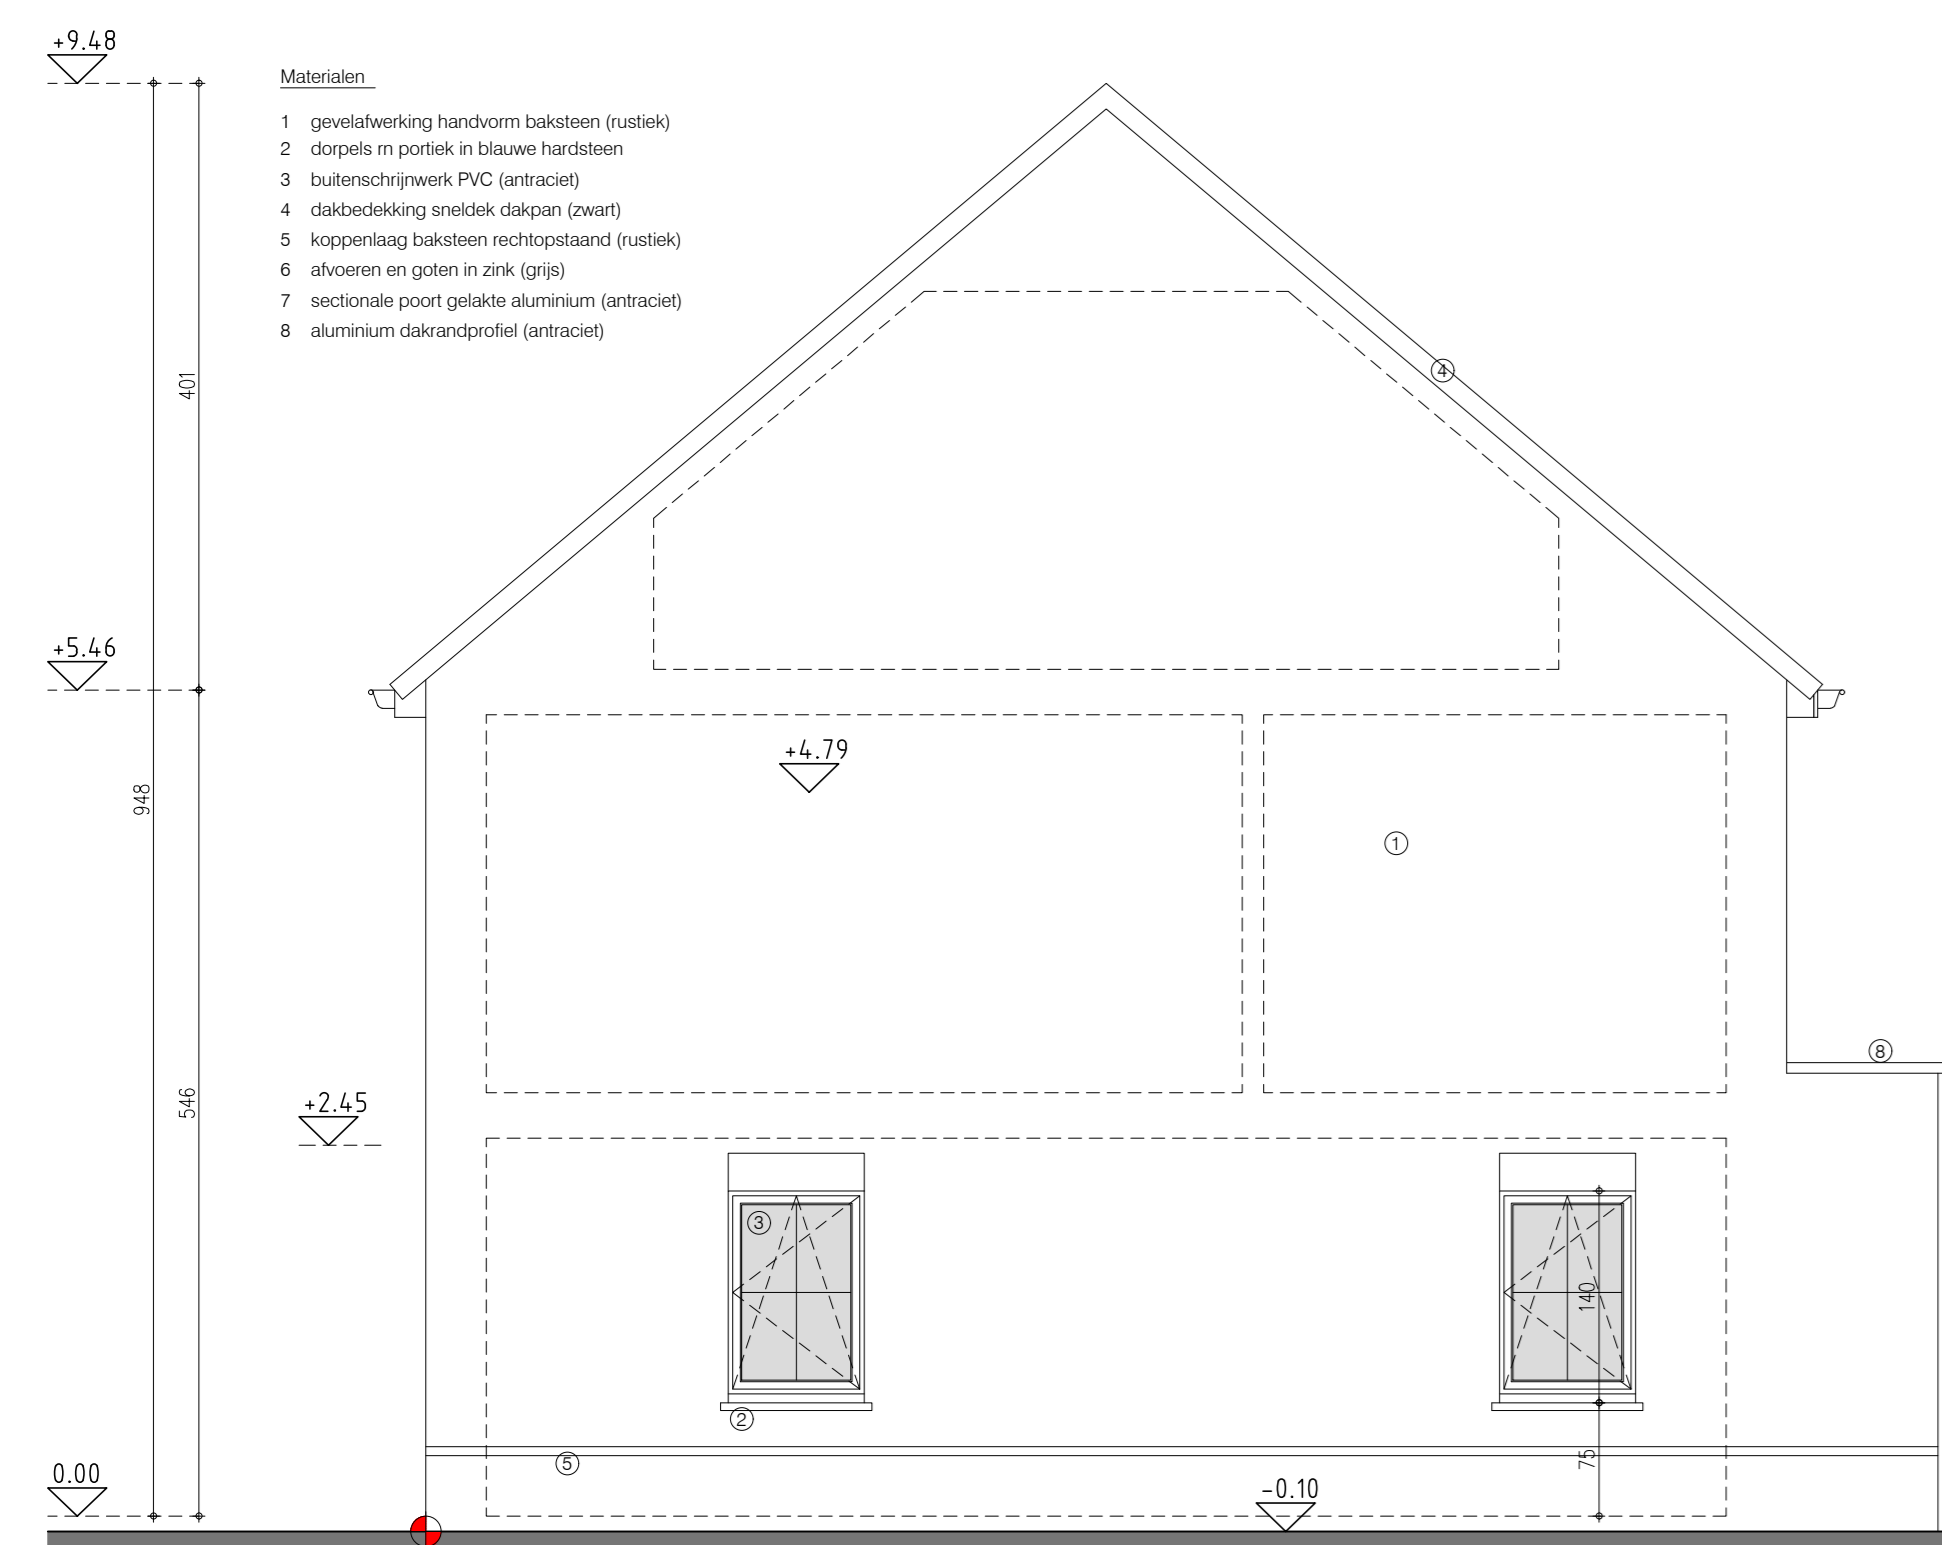 +9.48
Materialen
1 gevelafwerking handvorm baksteen (rustiek)
2 dorpels rn portiek in blauwe hardsteen
3 buitenschrijnwerk PVC (antraciet)
4 dakbedekking sneldek dakpan (zwart)
5 koppenlaag baksteen rechtopstaand (rustiek)
6 afvoeren en goten in zink (grijs)
7 sectionale poort gelakte aluminium (antraciet)
8 aluminium dakrandprofiel (antraciet)
401
4
+5.46
+4.79
948
1
8
546
+2.45
3
140
2
75
5
0.00
-0.10